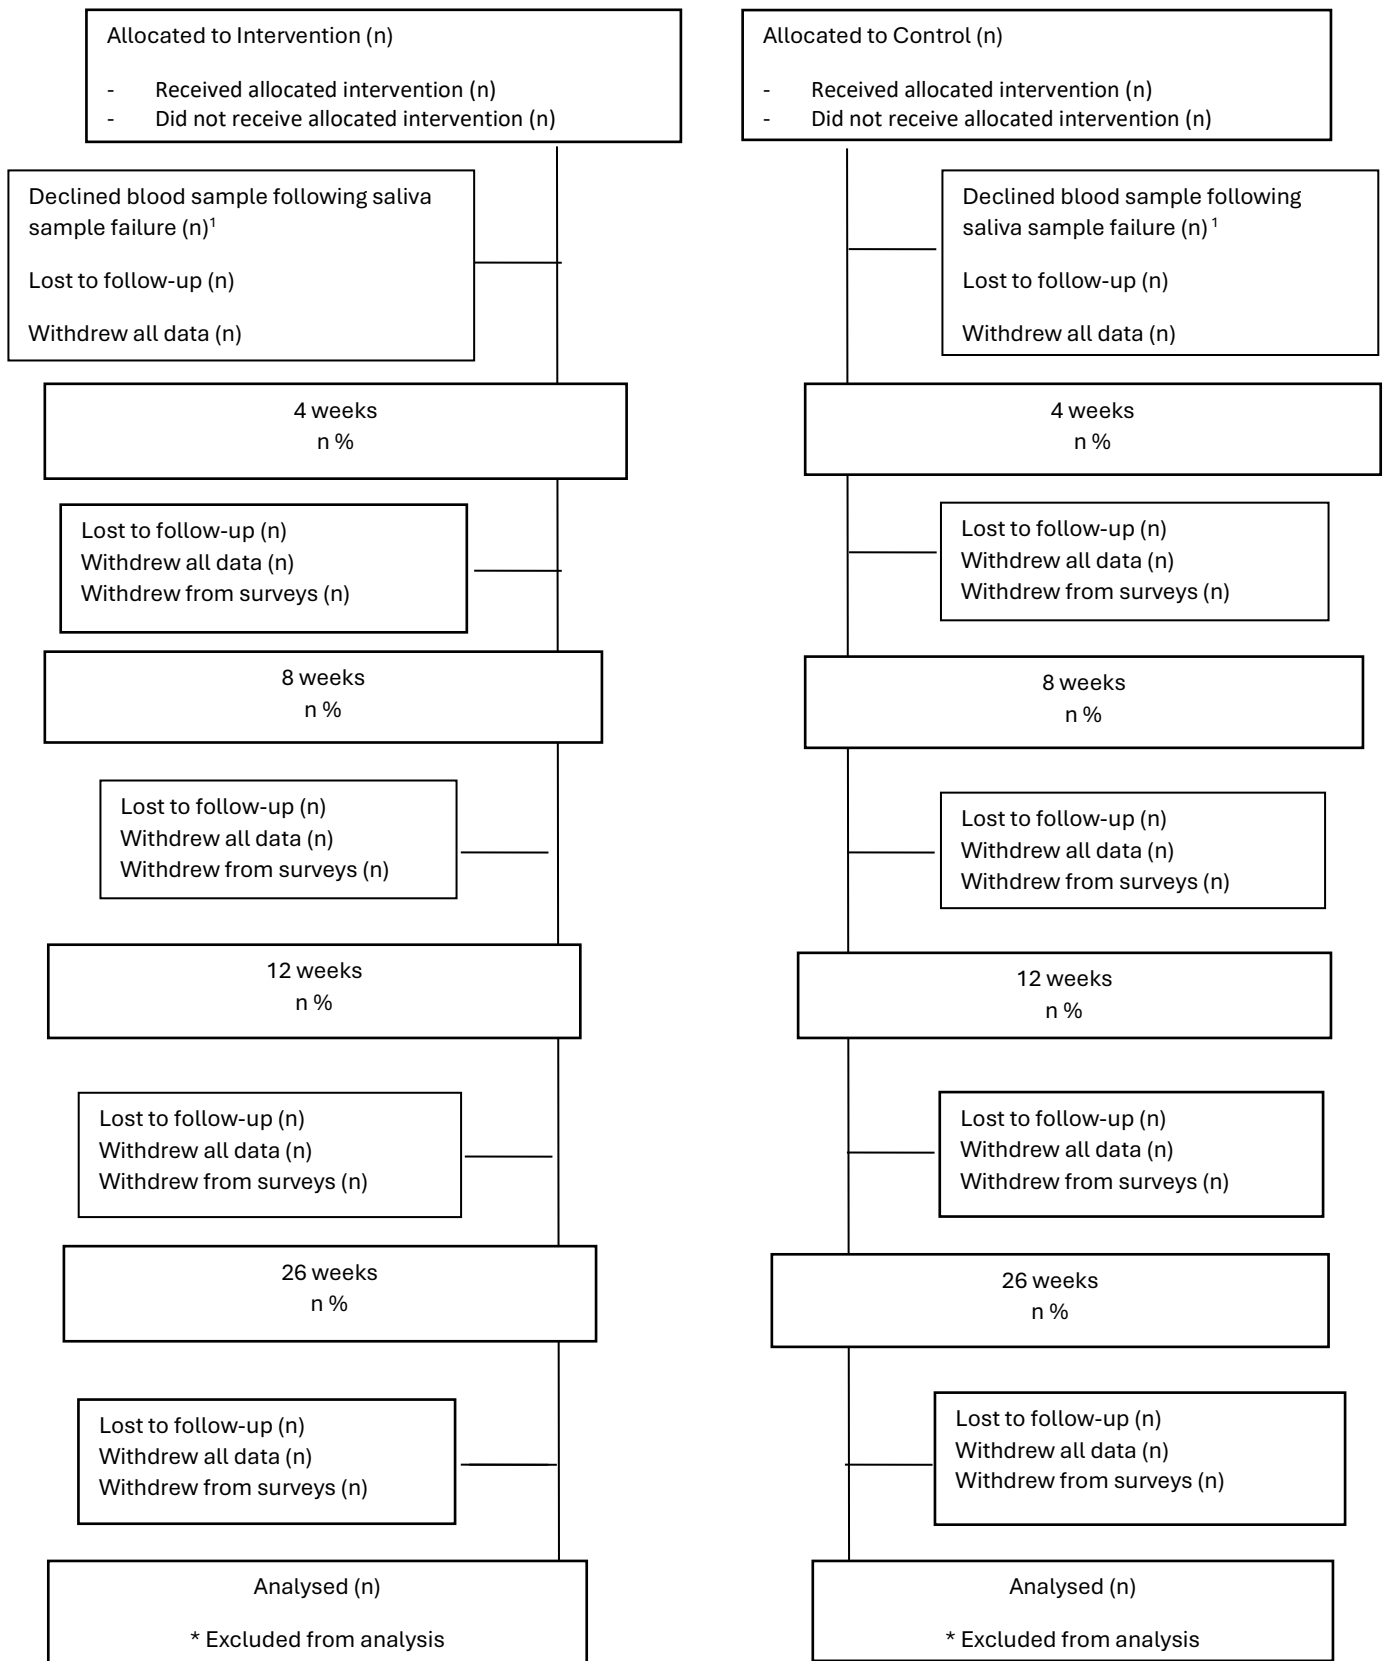 Allocated to Intervention (n)
- Received allocated intervention (n)
- Did not receive allocated intervention (n)
Allocated to Control (n)
- Received allocated intervention (n)
- Did not receive allocated intervention (n)
Declined blood sample following saliva
sample failure (n)¹
Lost to follow-up (n)
Withdrew all data (n)
Declined blood sample following
saliva sample failure (n) ¹
Lost to follow-up (n)
Withdrew all data (n)
4 weeks
n %
4 weeks
n %
Lost to follow-up (n)
Withdrew all data (n)
Withdrew from surveys (n)
Lost to follow-up (n)
Withdrew all data (n)
Withdrew from surveys (n)
8 weeks
n %
8 weeks
n %
Lost to follow-up (n)
Withdrew all data (n)
Withdrew from surveys (n)
Lost to follow-up (n)
Withdrew all data (n)
Withdrew from surveys (n)
12 weeks
n %
12 weeks
n %
Lost to follow-up (n)
Withdrew all data (n)
Withdrew from surveys (n)
Lost to follow-up (n)
Withdrew all data (n)
Withdrew from surveys (n)
26 weeks
n %
26 weeks
n %
Lost to follow-up (n)
Withdrew all data (n)
Withdrew from surveys (n)
Lost to follow-up (n)
Withdrew all data (n)
Withdrew from surveys (n)
Analysed (n)
* Excluded from analysis
Analysed (n)
* Excluded from analysis